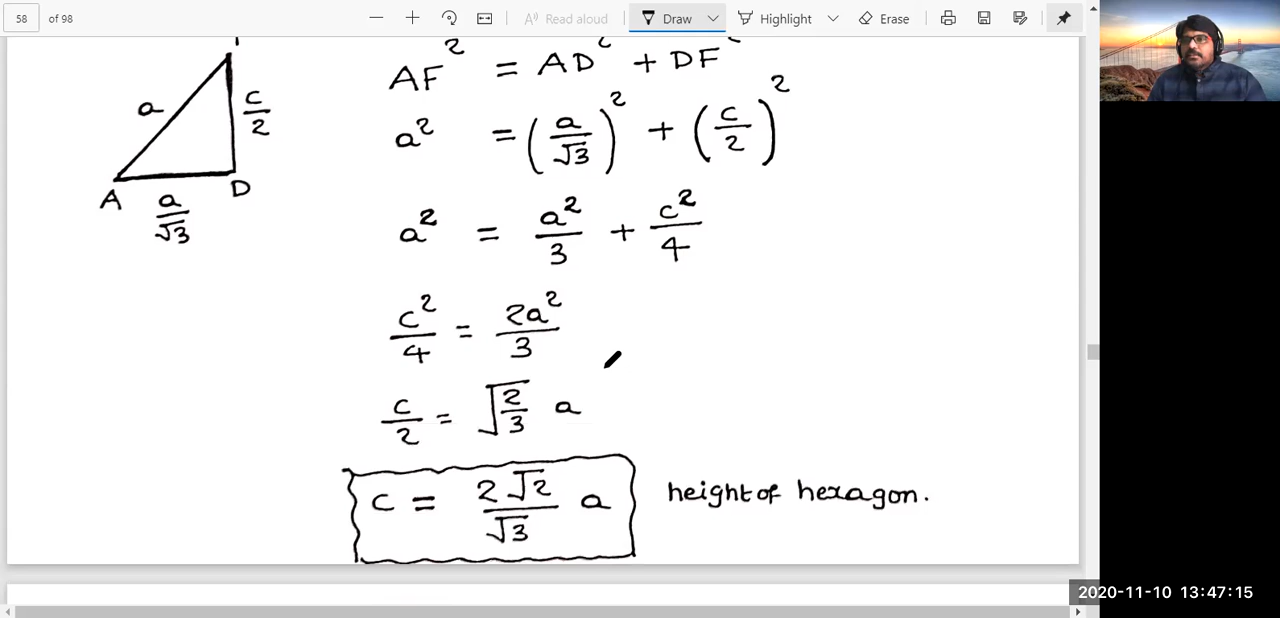 58 of 98 Read aloud Draw Highlight Erase
AF² = AD² + DF²
a c/2
a² = (a/√3)² + (c/2)²
A D
a/√3
a² = a²/3 + c²/4
c²/4 = 2a²/3
c/2 = √2/3 a
c = 2√2/√3 a height of hexagon.
2020-11-10 13:47:15